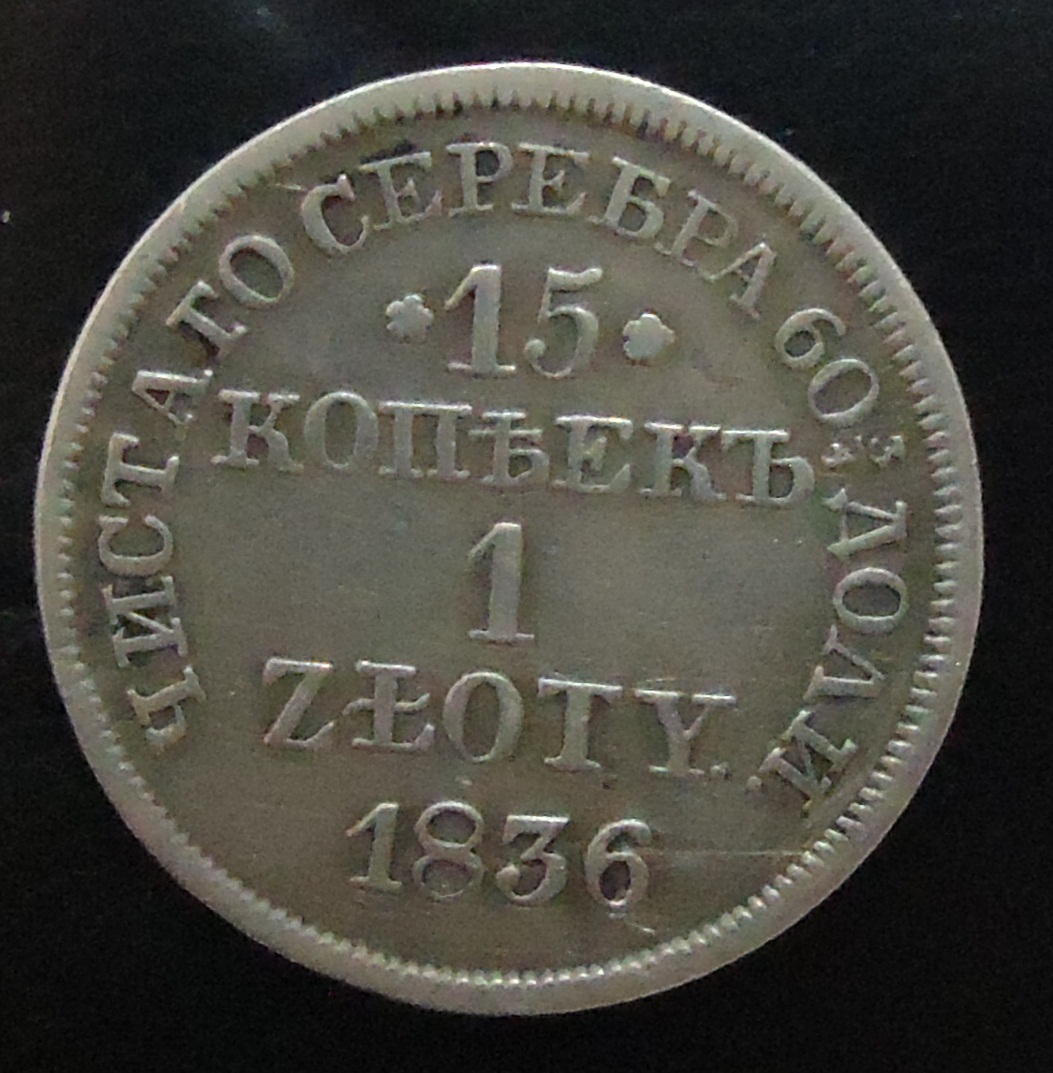 ЧИСТАГО СЕРЕБРА 60 3/4 ДОЛИ
15
КОПѢЕКЪ
1
ZŁOTY.
1836